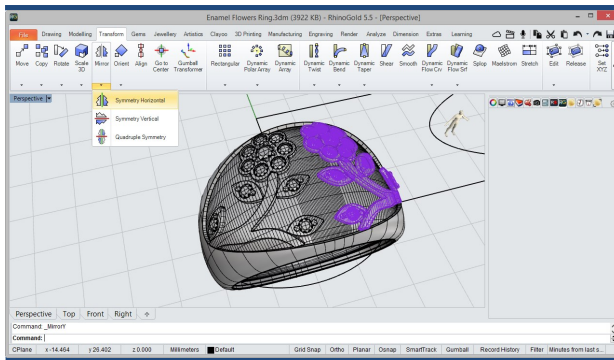 Enamel Flowers Ring.3dm (3922 KB) - RhinoGold 5.5 - [Perspective]
File Drawing Modelling Transform Gems Jewellery Artistics Clayoo 3D Printing Manufacturing Engraving Render Analyze Dimension Extras Learning
Move Copy Rotate Scale 3D Mirror Orient Align Go to Center Gumball Transformer Rectangular Dynamic Polar Array Dynamic Array Dynamic Twist Dynamic Bend Dynamic Taper Shear Smooth Dynamic Flow Crv Dynamic Flow Srf Splop Maelstrom Stretch Edit Release Set XYZ
Perspective
Symmetry Horizontal
Symmetry Vertical
Quadruple Symmetry
Perspective Top Front Right
Command: _MirrorY
Command:
CPlane x -14.464 y 26.402 z 0.000 Millimeters Default Grid Snap Ortho Planar Osnap SmartTrack Gumball Record History Filter Minutes from last s...